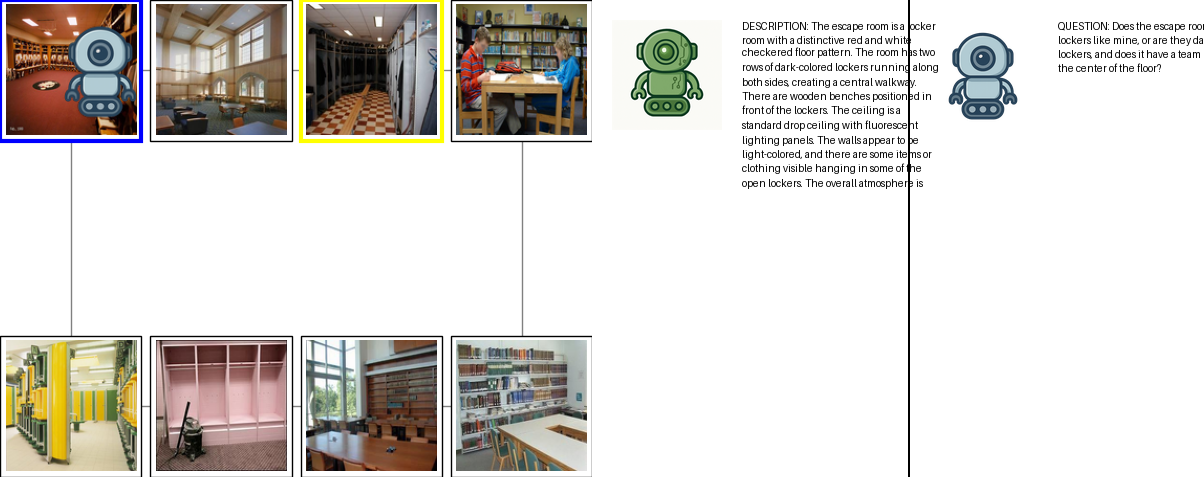 DESCRIPTION: The escape room is a locker
room with a distinctive red and white
checkered floor pattern. The room has two
rows of dark-colored lockers running along
both sides, creating a central walkway.
There are wooden benches positioned in
front of the lockers. The ceiling is a
standard drop ceiling with fluorescent
lighting panels. The walls appear to be
light-colored, and there are some items or
clothing visible hanging in some of the
open lockers. The overall atmosphere is
QUESTION: Does the escape roo
lockers like mine, or are they da
lockers, and does it have a team
the center of the floor?